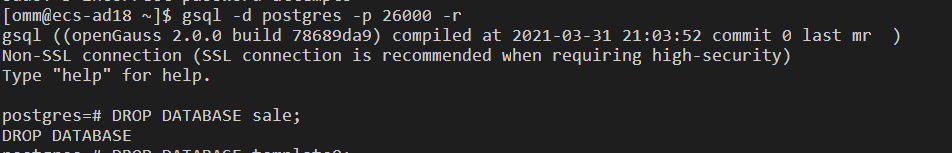 [omm@ecs-ad18 ~]$ gsql -d postgres -p 26000 -r
gsql ((openGauss 2.0.0 build 78689da9) compiled at 2021-03-31 21:03:52 commit 0 last mr  )
Non-SSL connection (SSL connection is recommended when requiring high-security)
Type "help" for help.
postgres=# DROP DATABASE sale;
DROP DATABASE